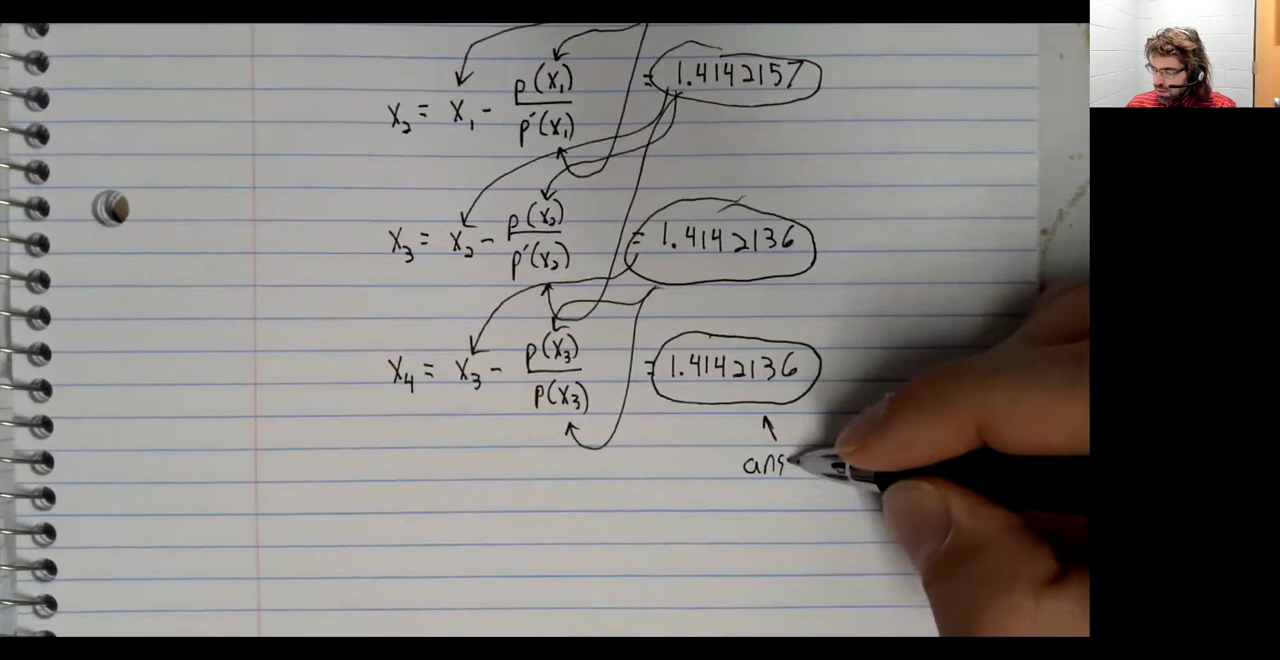 x₂ = x₁ - p(x₁)/p´(x₁) = 1.4142157
x₃ = x₂ - p(x₂)/p´(x₂) = 1.4142136
x₄ = x₃ - p(x₃)/p(x₃) = 1.4142136
ans